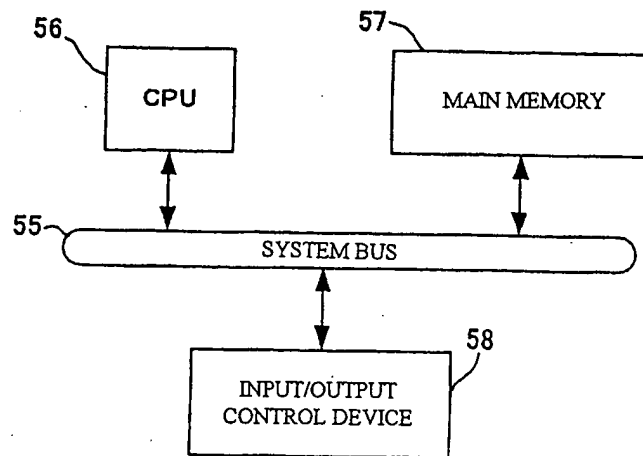 56
CPU
57
MAIN MEMORY
55
SYSTEM BUS
58
INPUT/OUTPUT
CONTROL DEVICE